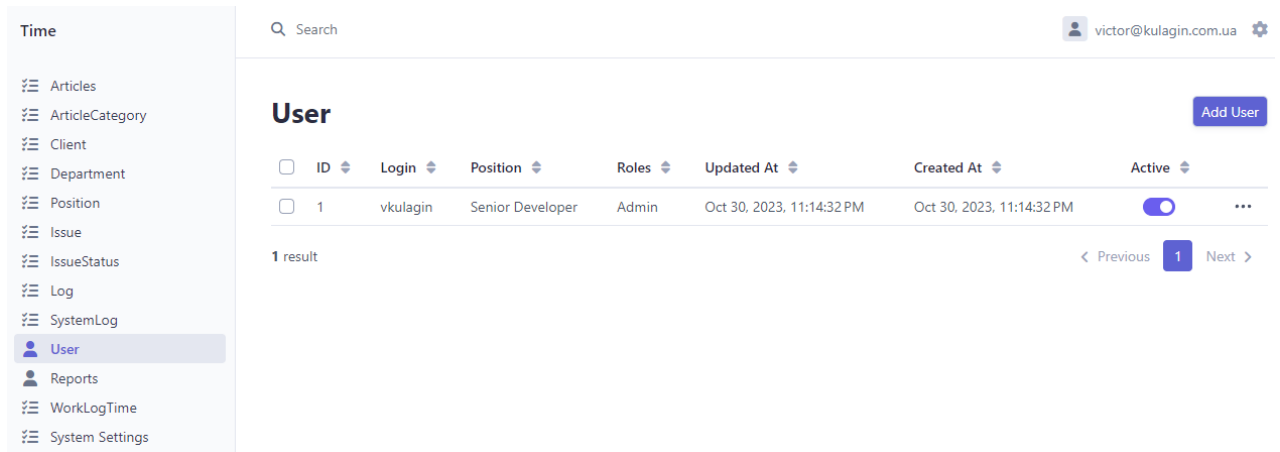 Time
Search
victor@kulagin.com.ua
Articles
ArticleCategory
Client
Department
Position
Issue
IssueStatus
Log
SystemLog
User
Reports
WorkLogTime
System Settings
User
Add User
ID Login Position Roles Updated At Created At Active
1 vkulagin Senior Developer Admin Oct 30, 2023, 11:14:32 PM Oct 30, 2023, 11:14:32 PM
1 result
Previous 1 Next